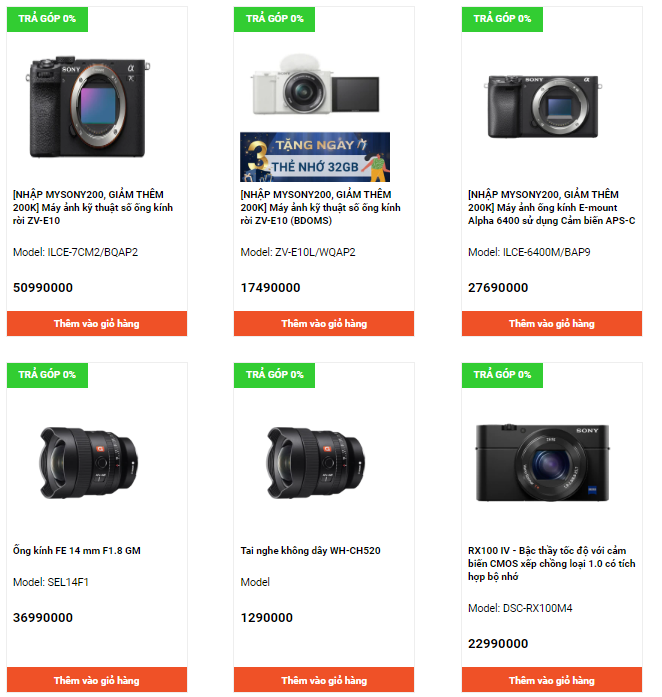 TRẢ GÓP 0%
TRẢ GÓP 0%
TRẢ GÓP 0%
SONY
α
7c
SONY
SONY
α
3
TẶNG NGAY
THẺ NHỚ 32GB
[NHẬP MYSONY200, GIẢM THÊM
200K] Máy ảnh kỹ thuật số ống kính
rời ZV-E10
[NHẬP MYSONY200, GIẢM THÊM
200K] Máy ảnh kỹ thuật số ống kính
rời ZV-E10 (BDOMS)
[NHẬP MYSONY200, GIẢM THÊM
200K] Máy ảnh ống kính E-mount
Alpha 6400 sử dụng Cảm biến APS-C
Model: ILCE-7CM2/BQAP2
Model: ZV-E10L/WQAP2
Model: ILCE-6400M/BAP9
50990000
17490000
27690000
Thêm vào giỏ hàng
Thêm vào giỏ hàng
Thêm vào giỏ hàng
TRẢ GÓP 0%
TRẢ GÓP 0%
TRẢ GÓP 0%
G
G
SONY
ZEISS
Ống kính FE 14 mm F1.8 GM
Tai nghe không dây WH-CH520
RX100 IV - Bậc thầy tốc độ với cảm
biến CMOS xếp chồng loại 1.0 có tích
hợp bộ nhớ
Model: SEL14F1
Model
Model: DSC-RX100M4
36990000
1290000
22990000
Thêm vào giỏ hàng
Thêm vào giỏ hàng
Thêm vào giỏ hàng